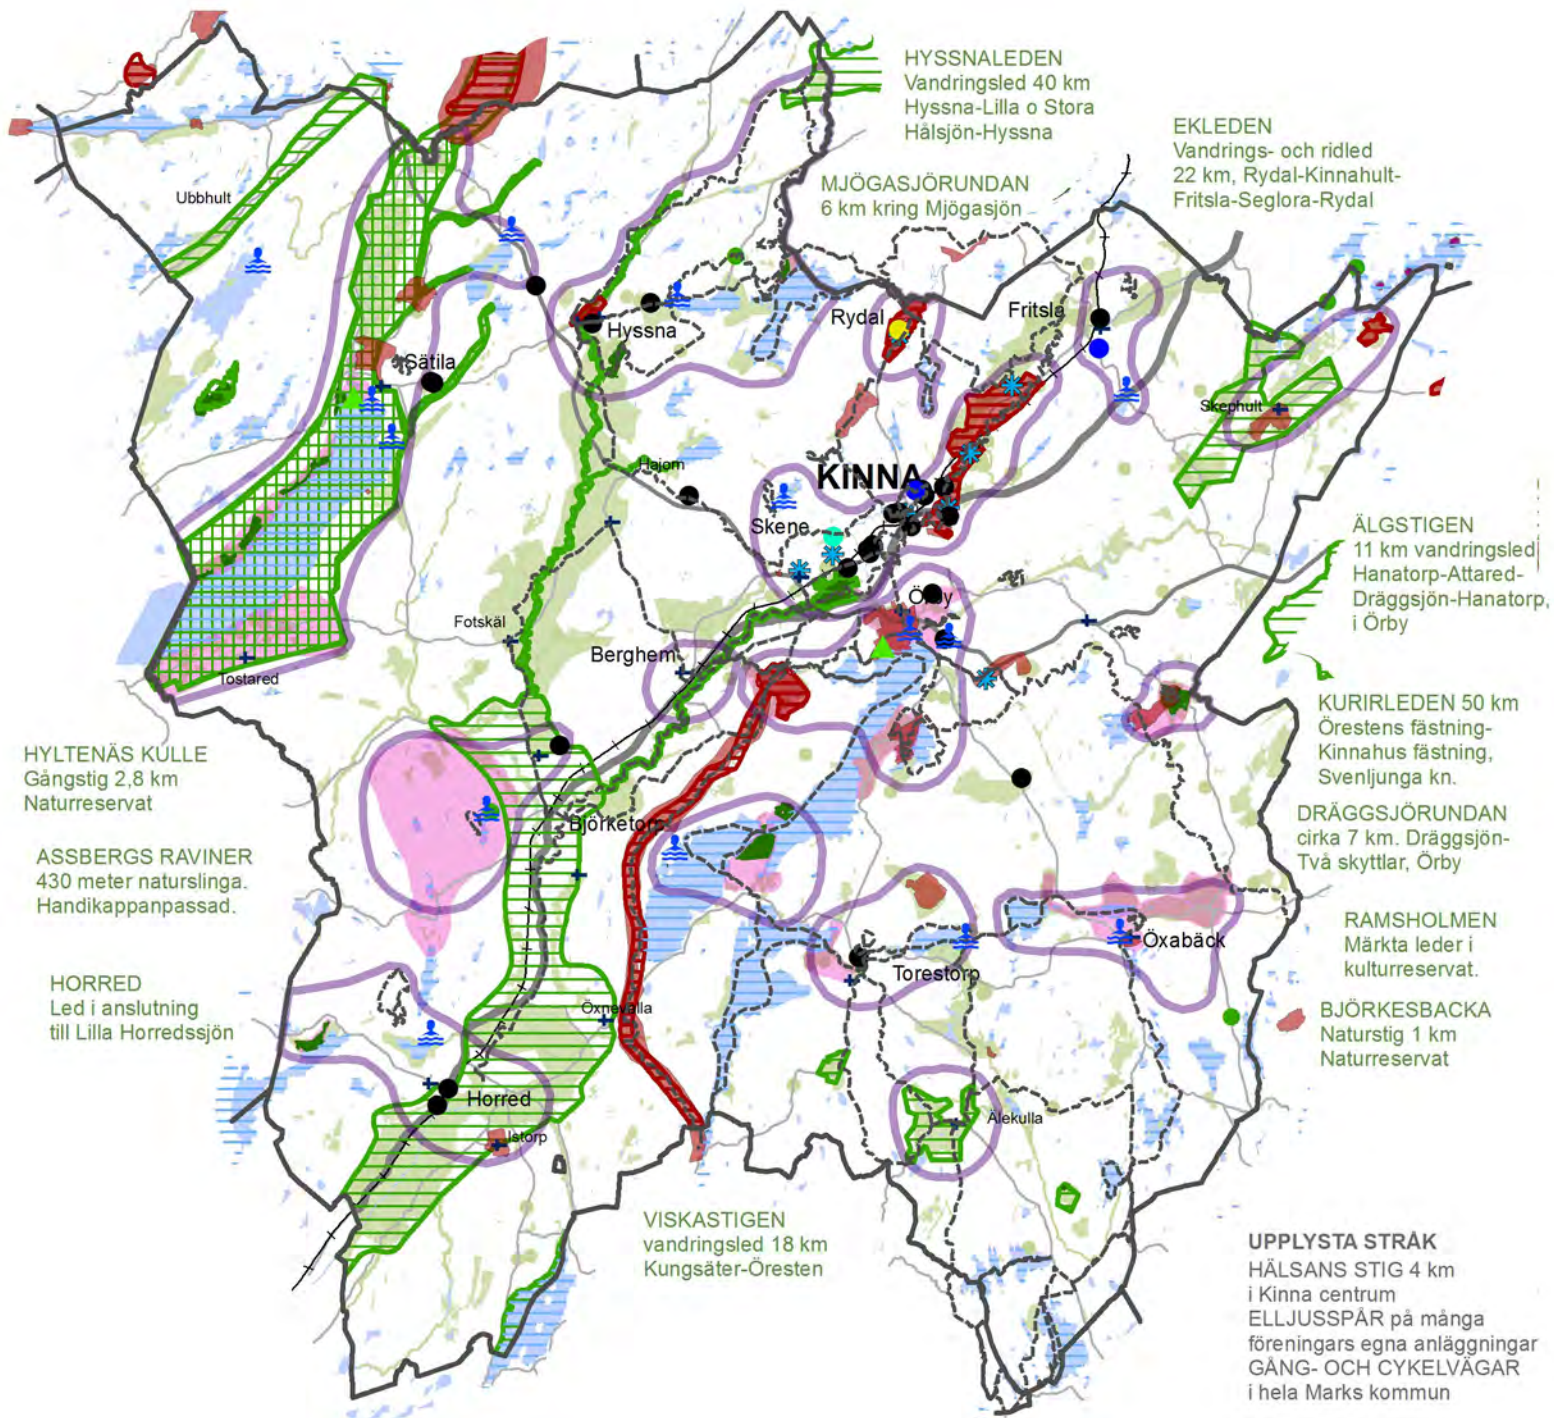 HYSSNALEDEN
Vandringsled 40 km
Hyssna-Lilla o Stora
Hålsjön-Hyssna
EKLEDEN
Vandrings- och ridled
22 km, Rydal-Kinnahult-
Fritsla-Seglora-Rydal
MJÖGASJÖRUNDAN
6 km kring Mjögasjön
Ubbhult
Hyssna
Rydal
Fritsla
Sätila
Skephult
Hajom
KINNA
Skene
ÄLGSTIGEN
11 km vandringsled
Hanatorp-Attared-
Dräggsjön-Hanatorp,
i Örby
Örby
Fotskäl
Berghem
Tostared
KURIRLEDEN 50 km
Örestens fästning-
Kinnahus fästning,
Svenljunga kn.
HYLTENÄS KULLE
Gångstig 2,8 km
Naturreservat
Björketorp
DRÄGGSJÖRUNDAN
cirka 7 km. Dräggsjön-
Två skyttlar, Örby
ASSBERGS RAVINER
430 meter naturslinga.
Handikappanpassad.
RAMSHOLMEN
Märkta leder i
kulturreservat.
Öxabäck
Torestorp
HORRED
Led i anslutning
till Lilla Horredssjön
Öxnevalla
BJÖRKESBACKA
Naturstig 1 km
Naturreservat
Horred
Istorp
Älekulla
VISKASTIGEN
vandringsled 18 km
Kungsäter-Öresten
UPPLYSTA STRÅK
HÄLSANS STIG 4 km
i Kinna centrum
ELLJUSSPÅR på många
föreningars egna anläggningar
GÅNG- OCH CYKELVÄGAR
i hela Marks kommun